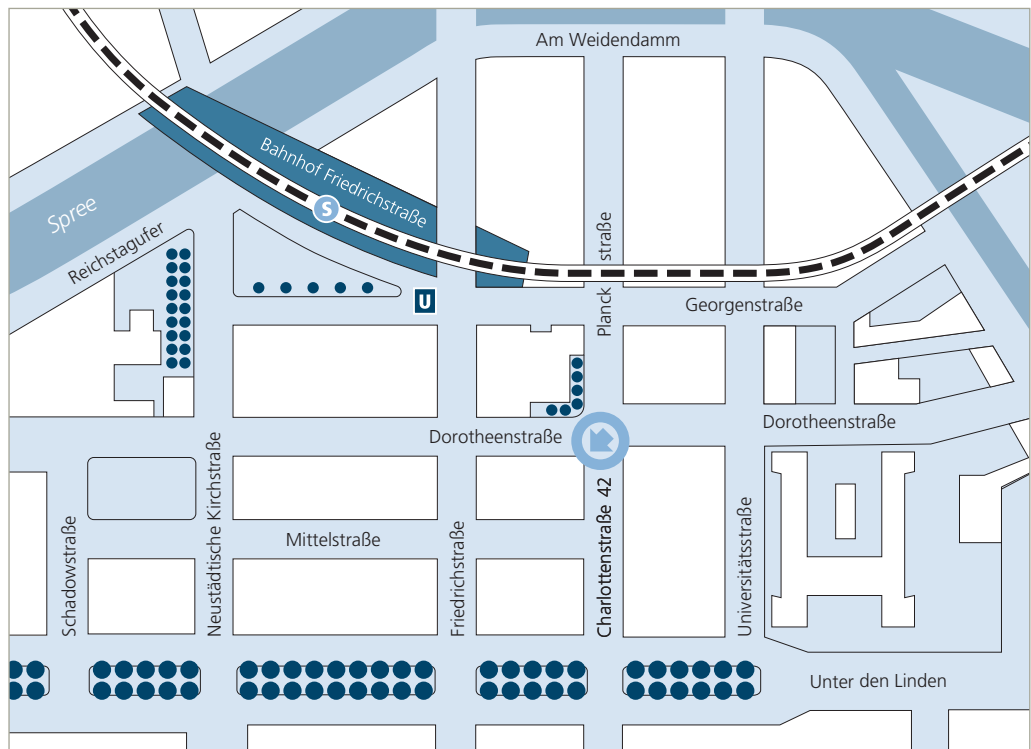 Am Weidendamm
Bahnhof Friedrichstraße
S
Spree
Reichstagufer
Planck straße
U
Georgenstraße
Dorotheenstraße
Dorotheenstraße
Schadowstraße
Neustädtische Kirchstraße
Mittelstraße
Friedrichstraße
Charlottenstraße 42
Universitätsstraße
Unter den Linden